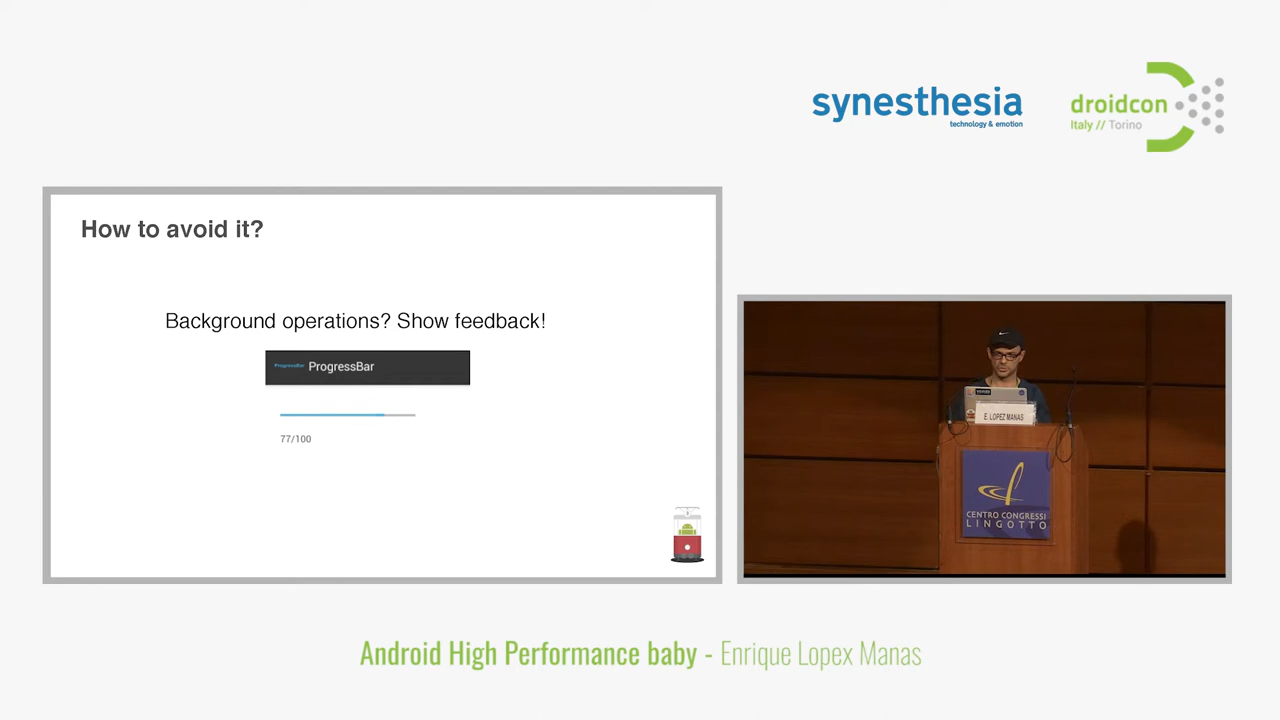 synesthesia
technology & emotion
droidcon
Italy // Torino
How to avoid it?
Background operations? Show feedback!
ProgressBar ProgressBar
77/100
E. LOPEZ MANAS
CENTRO CONGRESSI
LINGOTTO
Android High Performance baby - Enrique Lopex Manas